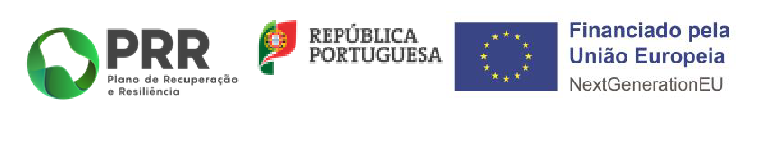 PRR
Plano de Recuperação
e Resiliência
REPÚBLICA
PORTUGUESA
Financiado pela
União Europeia
NextGenerationEU